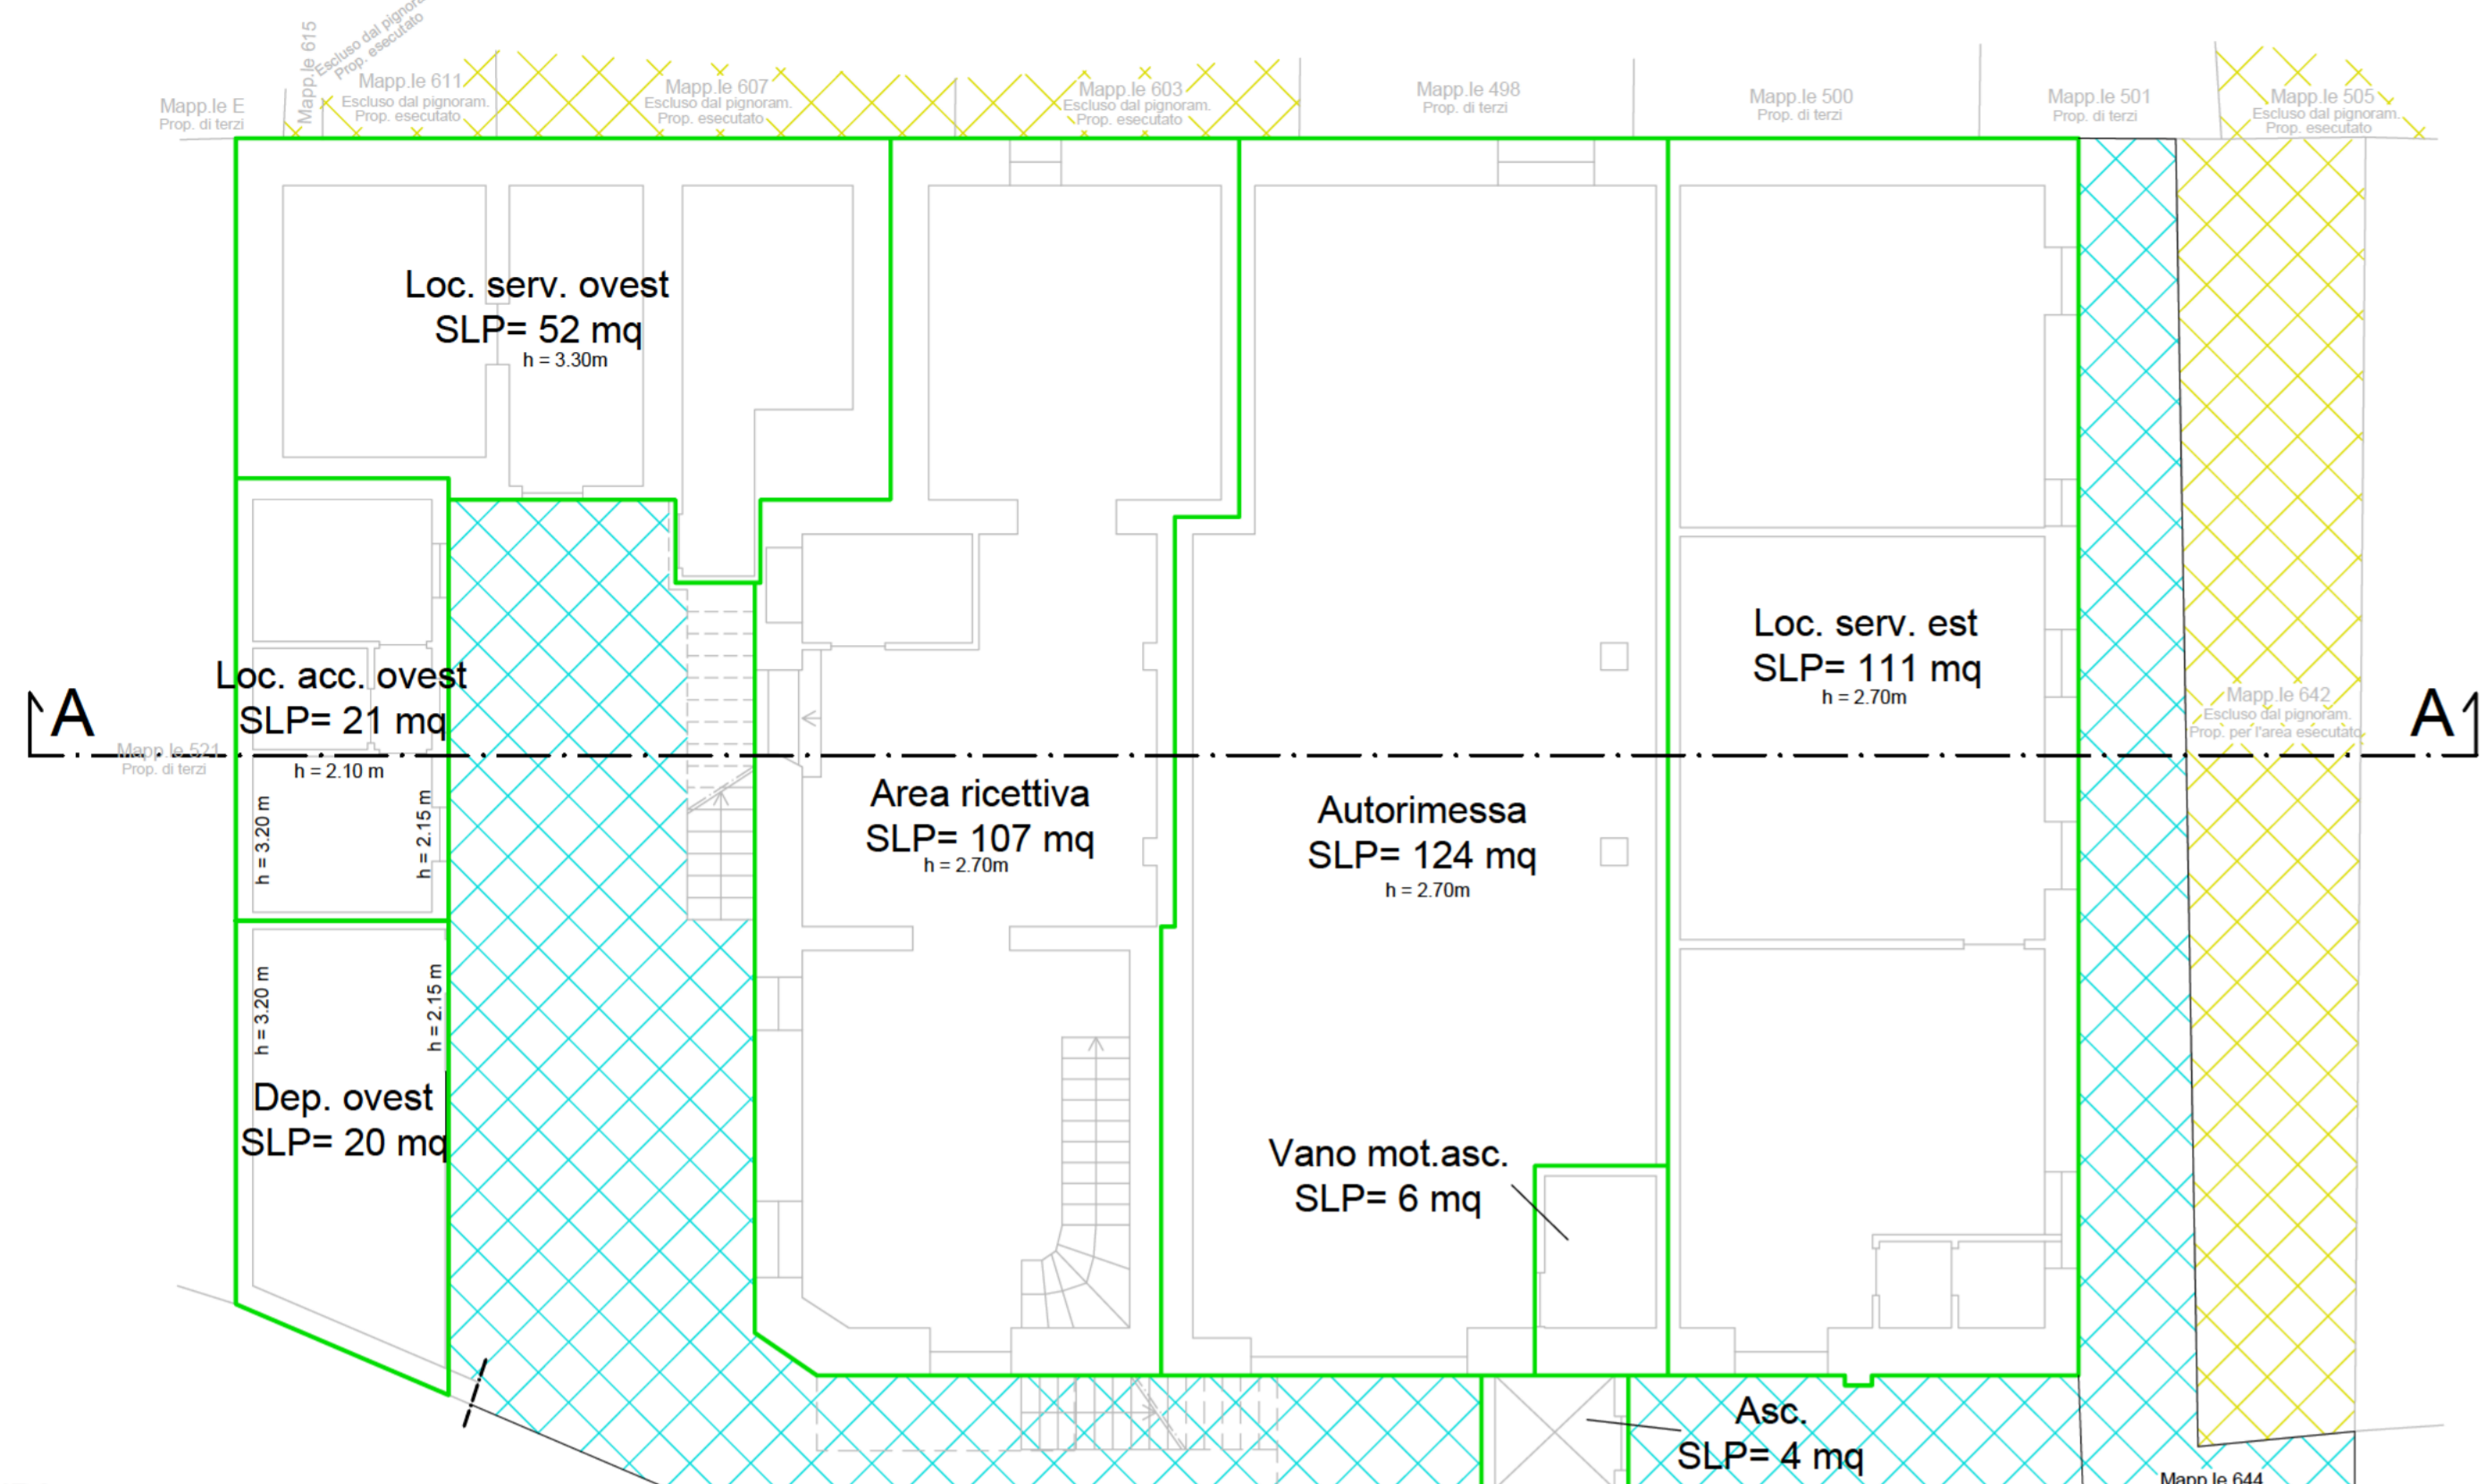 Mapp.le E
Prop. di terzi
Mapp.le 615
Escluso dal pignoram.
Prop. esecutato
Mapp.le 611
Escluso dal pignoram.
Prop. esecutato
Mapp.le 607
Escluso dal pignoram.
Prop. esecutato
Mapp.le 603
Escluso dal pignoram.
Prop. esecutato
Mapp.le 498
Prop. di terzi
Mapp.le 500
Prop. di terzi
Mapp.le 501
Prop. di terzi
Mapp.le 505
Escluso dal pignoram.
Prop. esecutato
Loc. serv. ovest
SLP= 52 mq
h = 3.30m
Loc. acc. ovest
SLP= 21 mq
h = 2.10 m
h = 3.20 m
h = 2.15 m
A
Mapp.le 521
Prop. di terzi
Loc. serv. est
SLP= 111 mq
h = 2.70m
Mapp.le 642
Escluso dal pignoram.
Prop. per l'area esecutato
A
Area ricettiva
SLP= 107 mq
h = 2.70m
Autorimessa
SLP= 124 mq
h = 2.70m
h = 3.20 m
h = 2.15 m
Dep. ovest
SLP= 20 mq
Vano mot.asc.
SLP= 6 mq
Asc.
SLP= 4 mq
Mapp.le 644